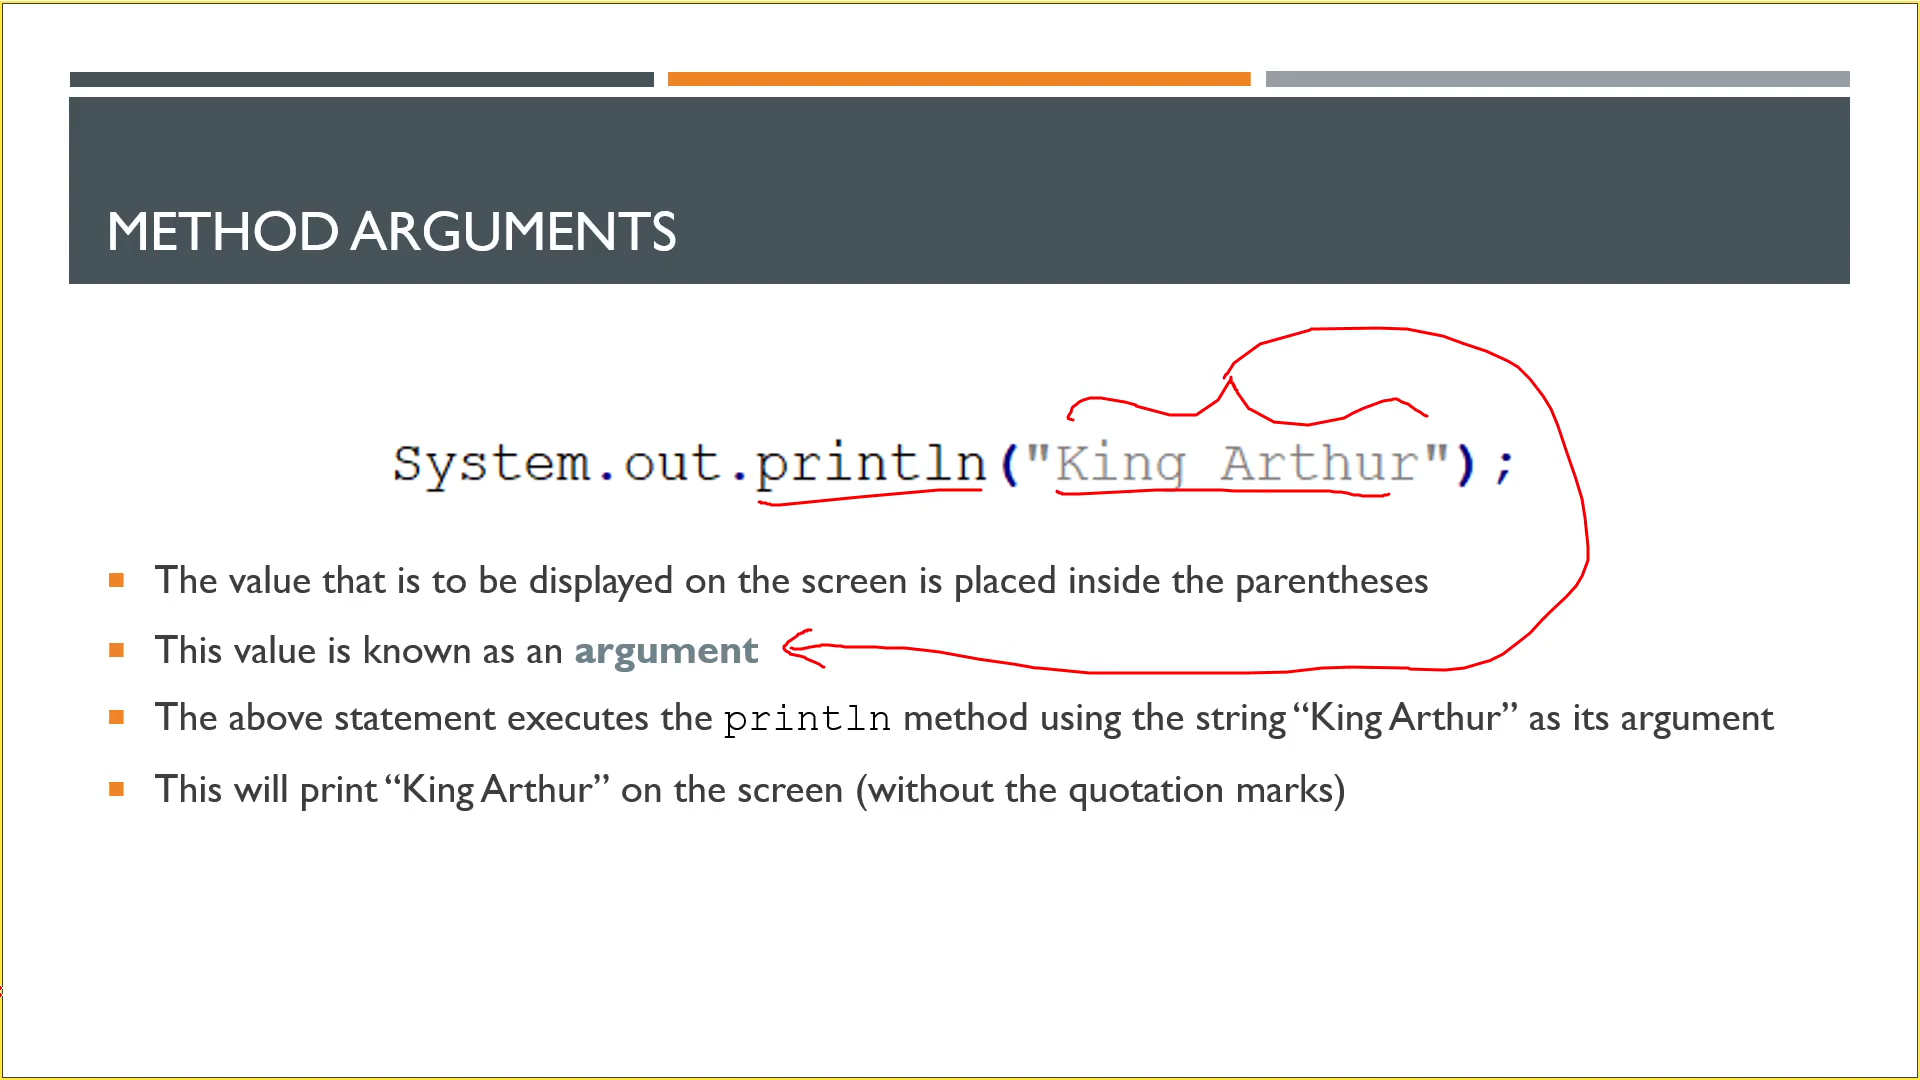 METHOD ARGUMENTS
System.out.println("King Arthur");
The value that is to be displayed on the screen is placed inside the parentheses
This value is known as an argument
The above statement executes the println method using the string “King Arthur” as its argument
This will print “King Arthur” on the screen (without the quotation marks)